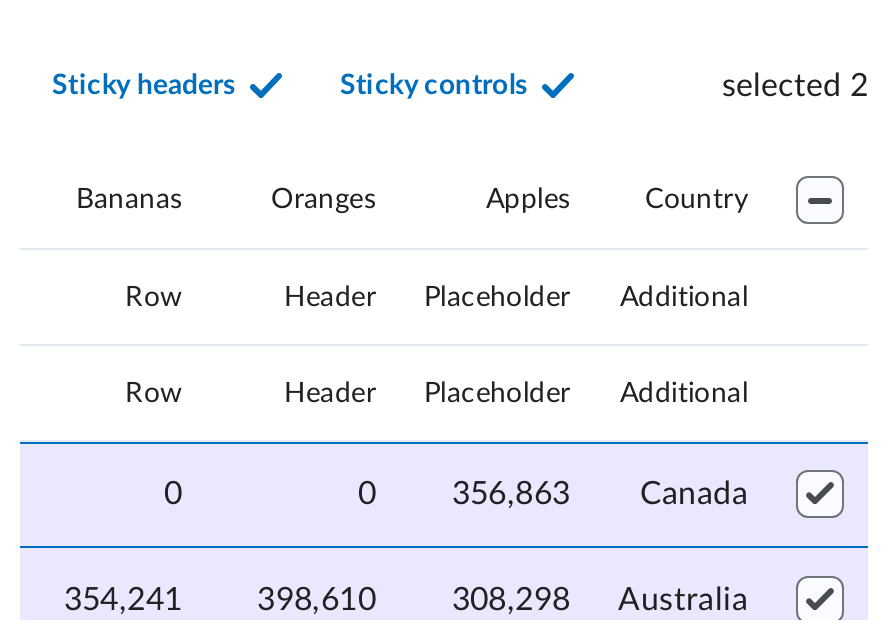 Sticky headers Sticky controls selected 2
Bananas Oranges Apples Country
Row Header Placeholder Additional
Row Header Placeholder Additional
0 0 356,863 Canada
354,241 398,610 308,298 Australia